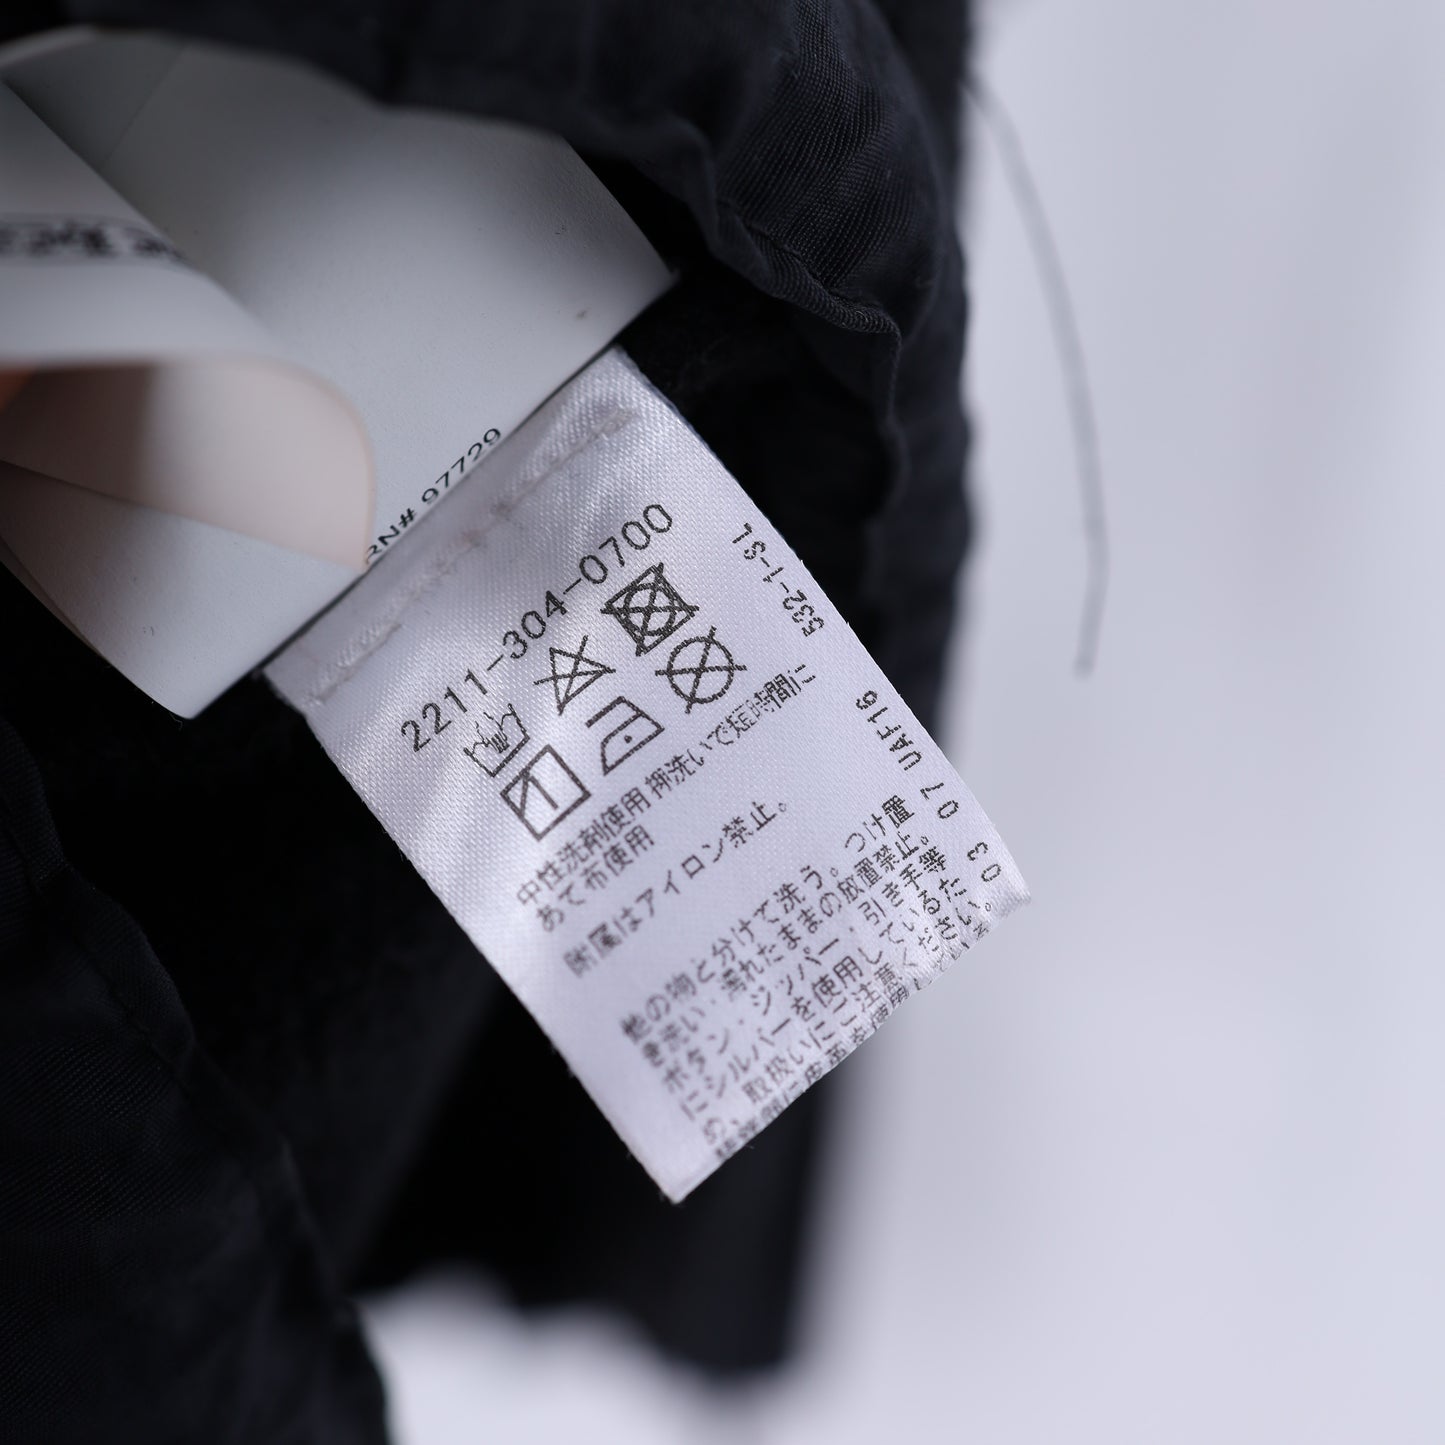 RN# 97729
2211-304-0700
532-1-SL
中性洗剤使用 押洗いで短時間に
あて布使用
附属はアイロン禁止。
UAF16
07
03
他の物と分けて洗う。つけ置
き洗い・濡れたままの放置禁止。
ボタン・ジッパー・引き手等
にシルバーを使用しているた
め、取扱いにご注意ください。